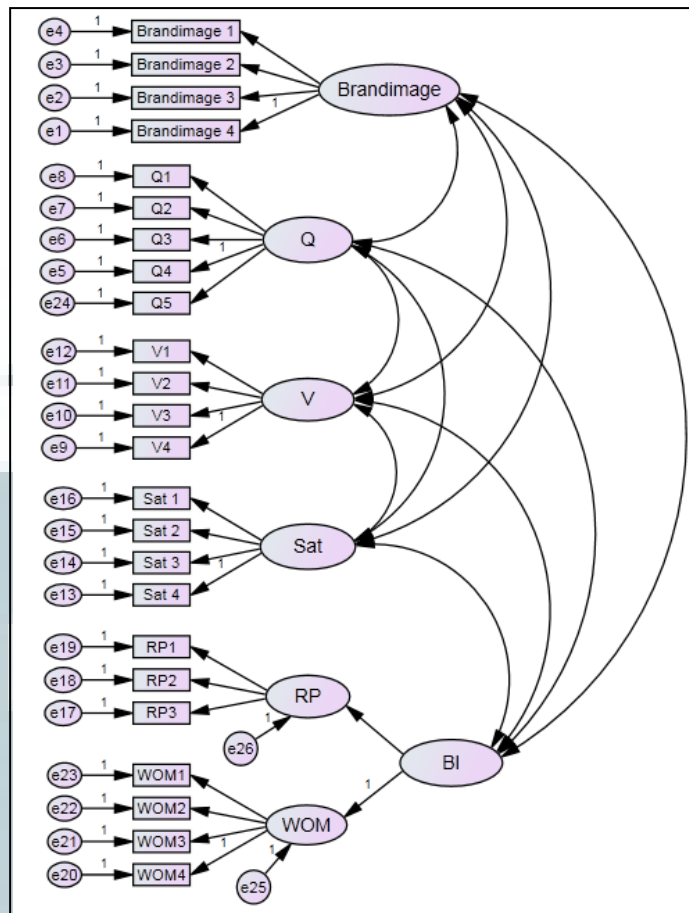 e4 1 Brandimage 1
e3 1 Brandimage 2
e2 1 Brandimage 3
e1 1 Brandimage 4
1
Brandimage
e8 1 Q1
e7 1 Q2
e6 1 Q3
e5 1 Q4
e24 1 Q5
1
Q
e12 1 V1
e11 1 V2
e10 1 V3
e9 1 V4
1
V
e16 1 Sat 1
e15 1 Sat 2
e14 1 Sat 3
e13 1 Sat 4
1
Sat
e19 1 RP1
e18 1 RP2
e17 1 RP3
RP
1
e26
BI
1
e23 1 WOM1
e22 1 WOM2
e21 1 WOM3
e20 1 WOM4
1
WOM
1
e25